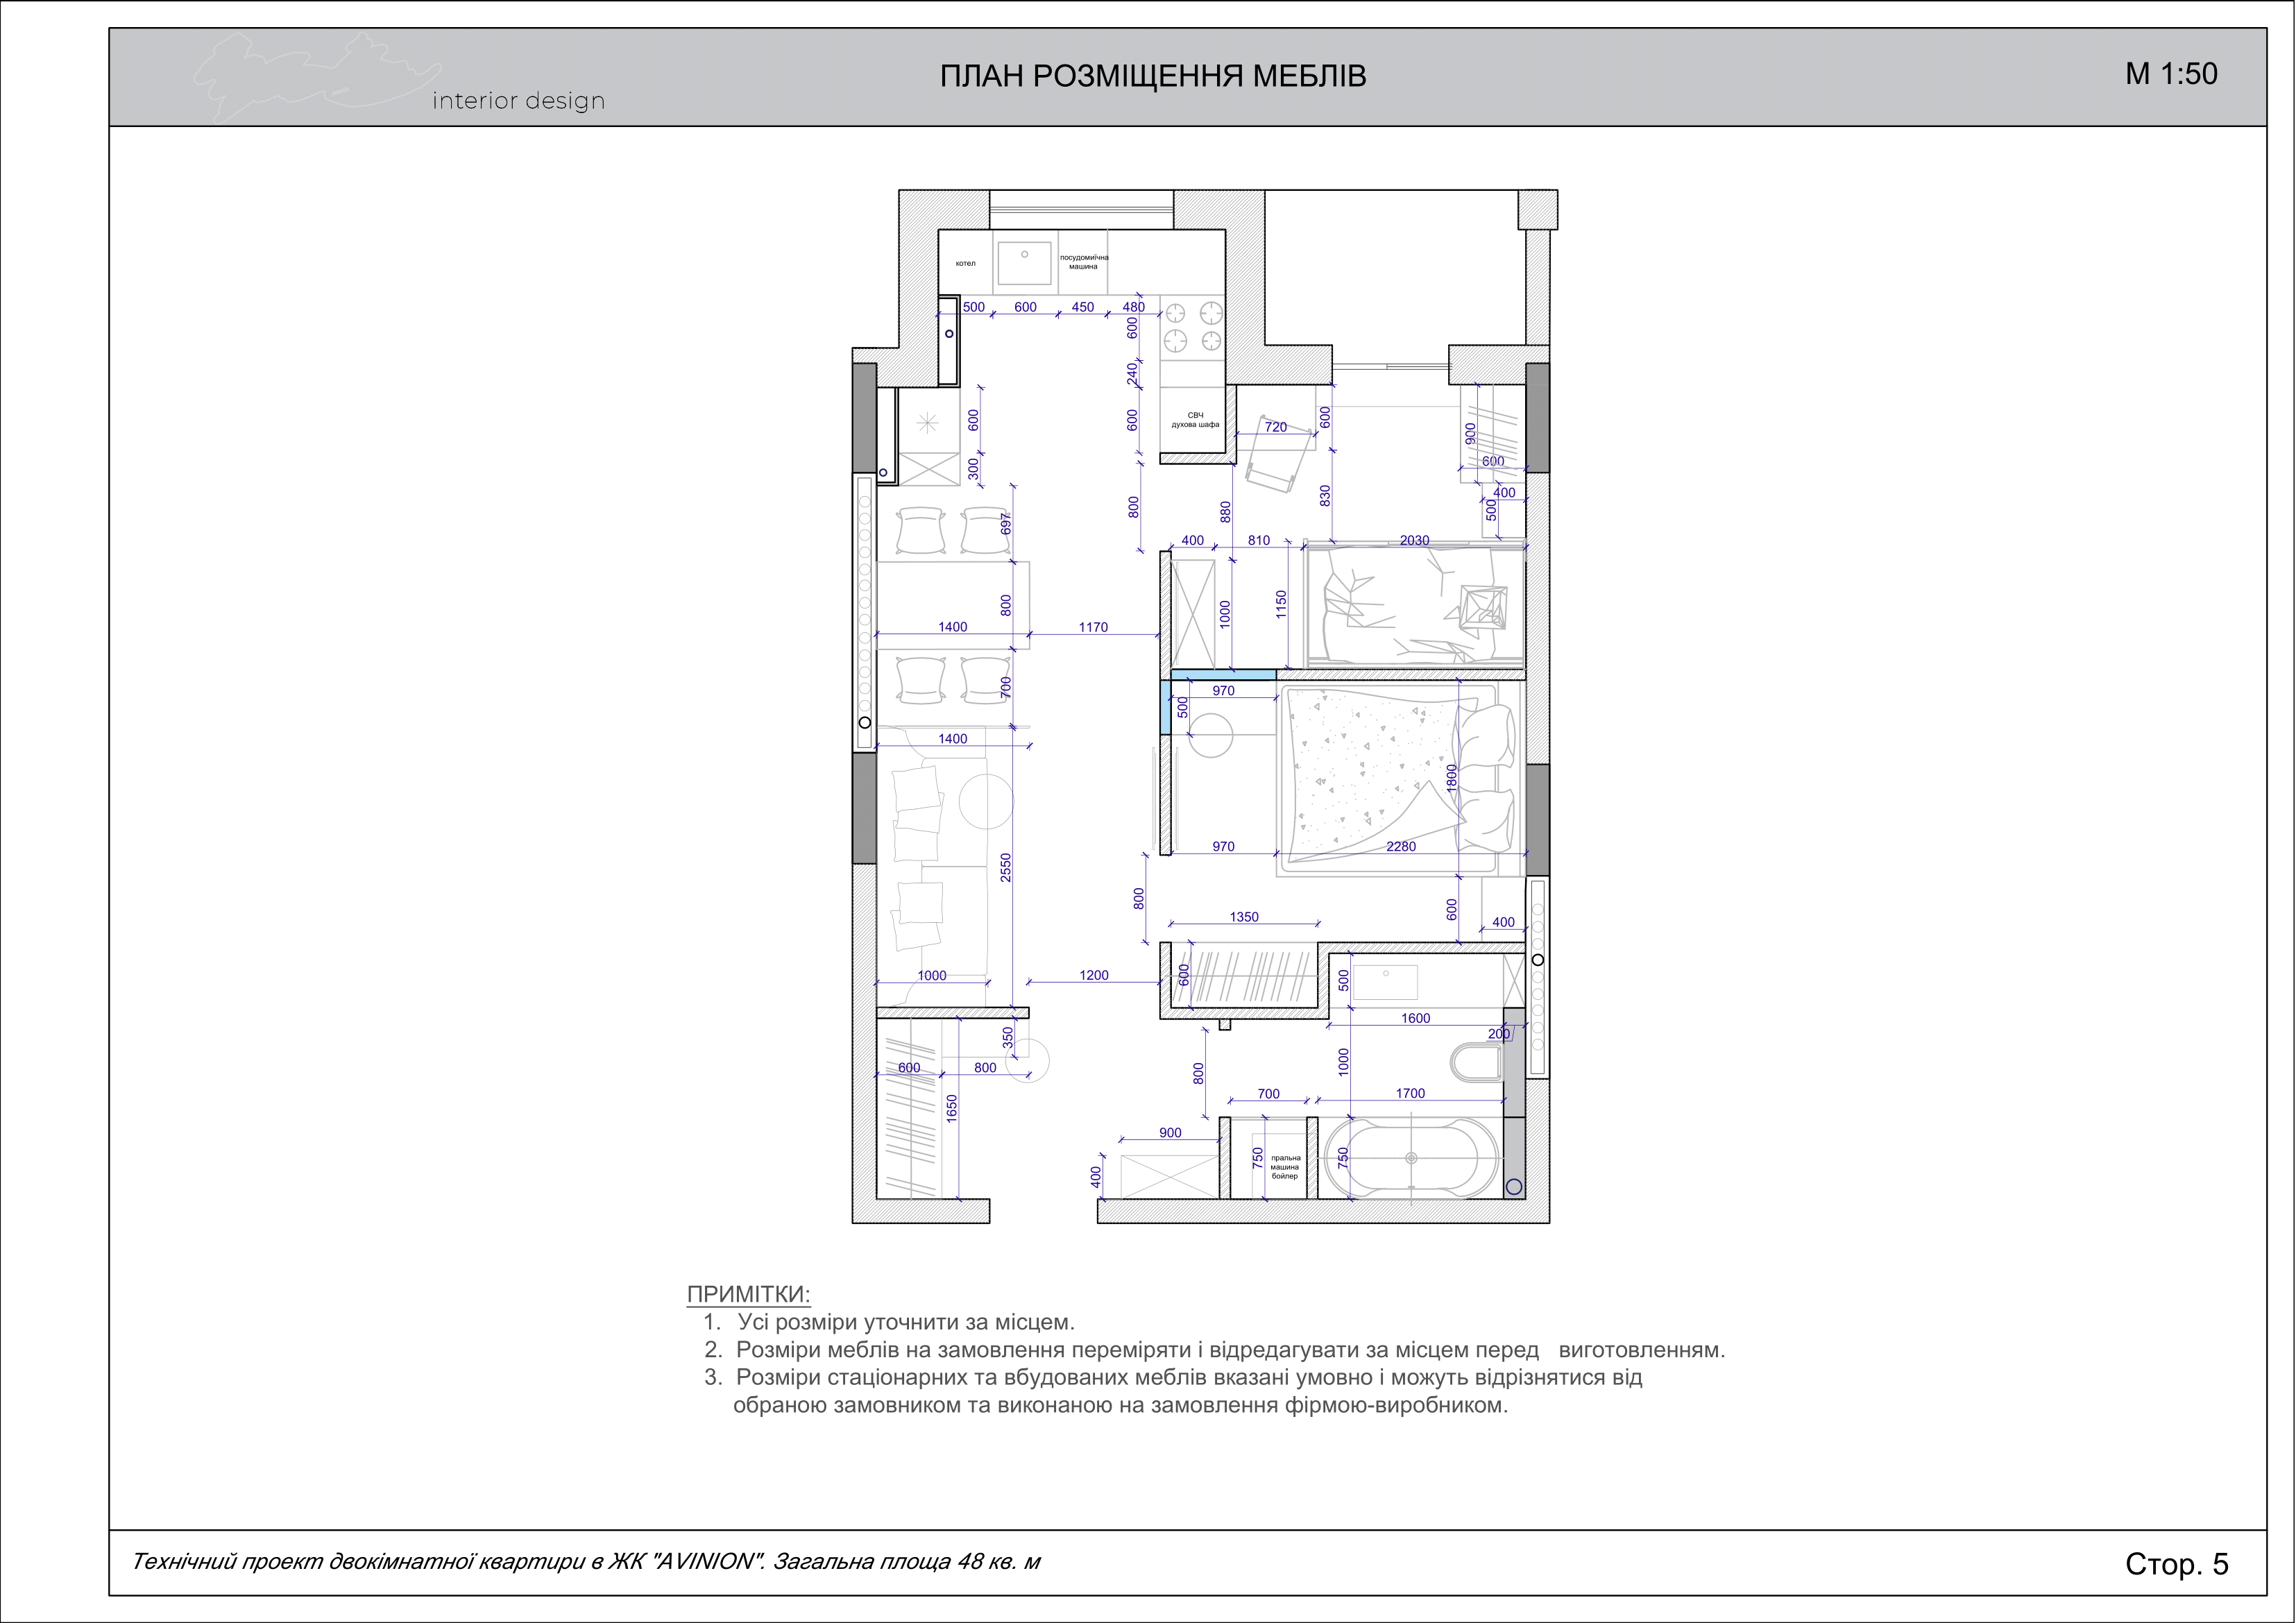 interior design
ПЛАН РОЗМІЩЕННЯ МЕБЛІВ
М 1:50
котел
посудомиїчна
машина
500 600 450 480
600
240
600
СВЧ
духова шафа
600
300
697
800
1400 1170
700
1400
2550
1000 1200
800
720
600
830
900
600
400
500
880
400 810 2030
1000
1150
970
500
1800
970 2280
800
1350
600
400
600
500
1600
200
1000
800
700 1700
900
400
750
пральна
машина
бойлер
750
350
600 800
1650
ПРИМІТКИ:
1. Усі розміри уточнити за місцем.
2. Розміри меблів на замовлення переміряти і відредагувати за місцем перед виготовленням.
3. Розміри стаціонарних та вбудованих меблів вказані умовно і можуть відрізнятися від
обраною замовником та виконаною на замовлення фірмою-виробником.
Технічний проект двокімнатної квартири в ЖК "AVINION". Загальна площа 48 кв. м
Стор. 5